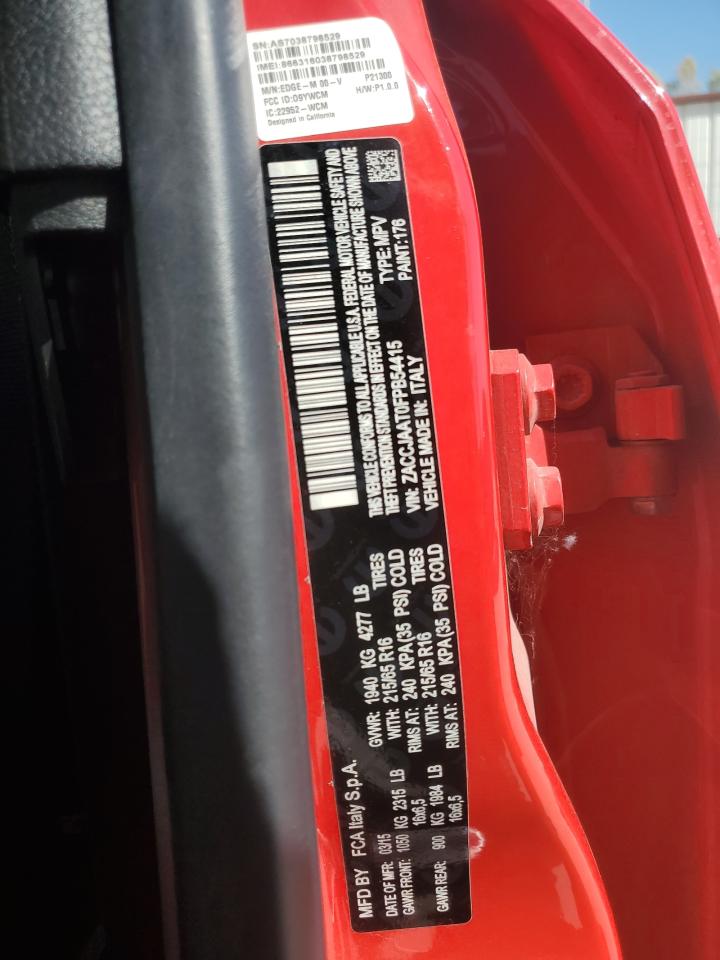 SN:AS7038798529
IMEI:866316038798529
M/N:EDGE-M 00-V P21300
FCC ID:O9YWCM H/W:P1.0.0
IC:22952-WCM
Designed in California
MFD BY FCA Italy S.p.A.
DATE OF MFR: 03/15 GVWR: 1940 KG 4277 LB
GAWR FRONT: 1050 KG 2315 LB WITH: 215/65 R16 TIRES
16x6,5 RIMS AT: 240 KPA(35 PSI) COLD
GAWR REAR: 900 KG 1984 LB WITH: 215/65 R16 TIRES
16x6,5 RIMS AT: 240 KPA(35 PSI) COLD
THIS VEHICLE CONFORMS TO ALL APPLICABLE U.S.A. FEDERAL MOTOR VEHICLE SAFETY AND
THEFT PREVENTION STANDARDS IN EFFECT ON THE DATE OF MANUFACTURE SHOWN ABOVE
VIN: ZACCJAAT0FPB54415 TYPE: MPV
VEHICLE MADE IN: ITALY PAINT: 176